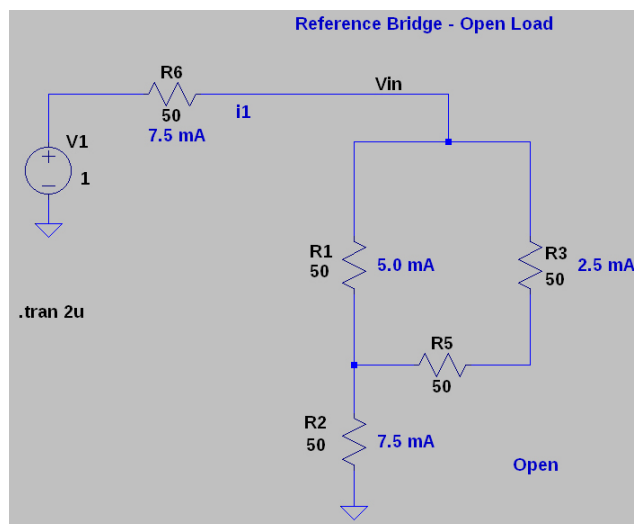 Reference Bridge - Open Load
R6
Vin
50
i1
7.5 mA
V1
1
R1
5.0 mA
50
R3
2.5 mA
50
.tran 2u
R5
50
R2
7.5 mA
50
Open